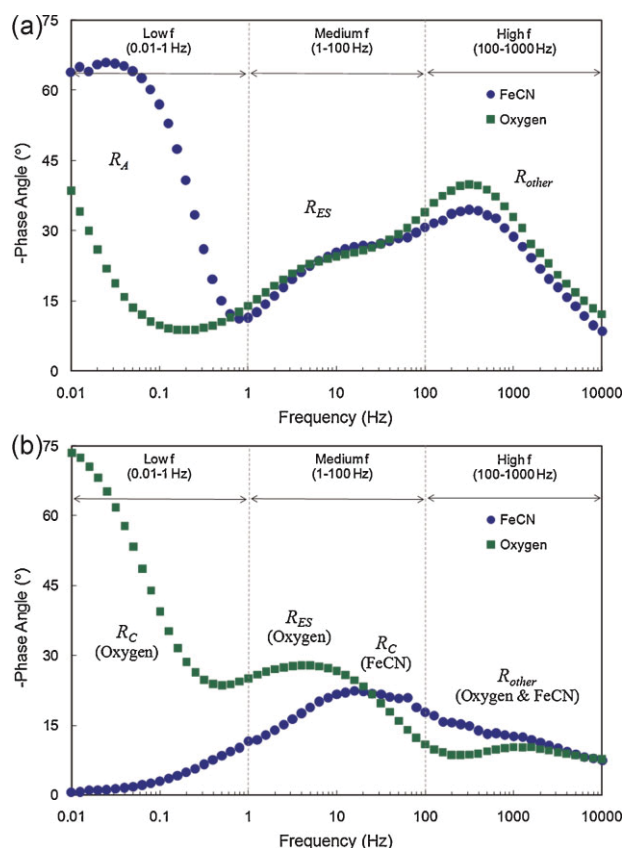 (a)
75
60
45
30
15
0
-Phase Angle (°)
Low f
(0.01-1 Hz)
Medium f
(1-100 Hz)
High f
(100-1000 Hz)
FeCN
Oxygen
R_A
R_ES
R_other
0.01
0.1
1
10
100
1000
10000
Frequency (Hz)
(b)
75
60
45
30
15
0
-Phase Angle (°)
Low f
(0.01-1 Hz)
Medium f
(1-100 Hz)
High f
(100-1000 Hz)
FeCN
Oxygen
R_C
(Oxygen)
R_ES
(Oxygen)
R_C
(FeCN)
R_other
(Oxygen & FeCN)
0.01
0.1
1
10
100
1000
10000
Frequency (Hz)